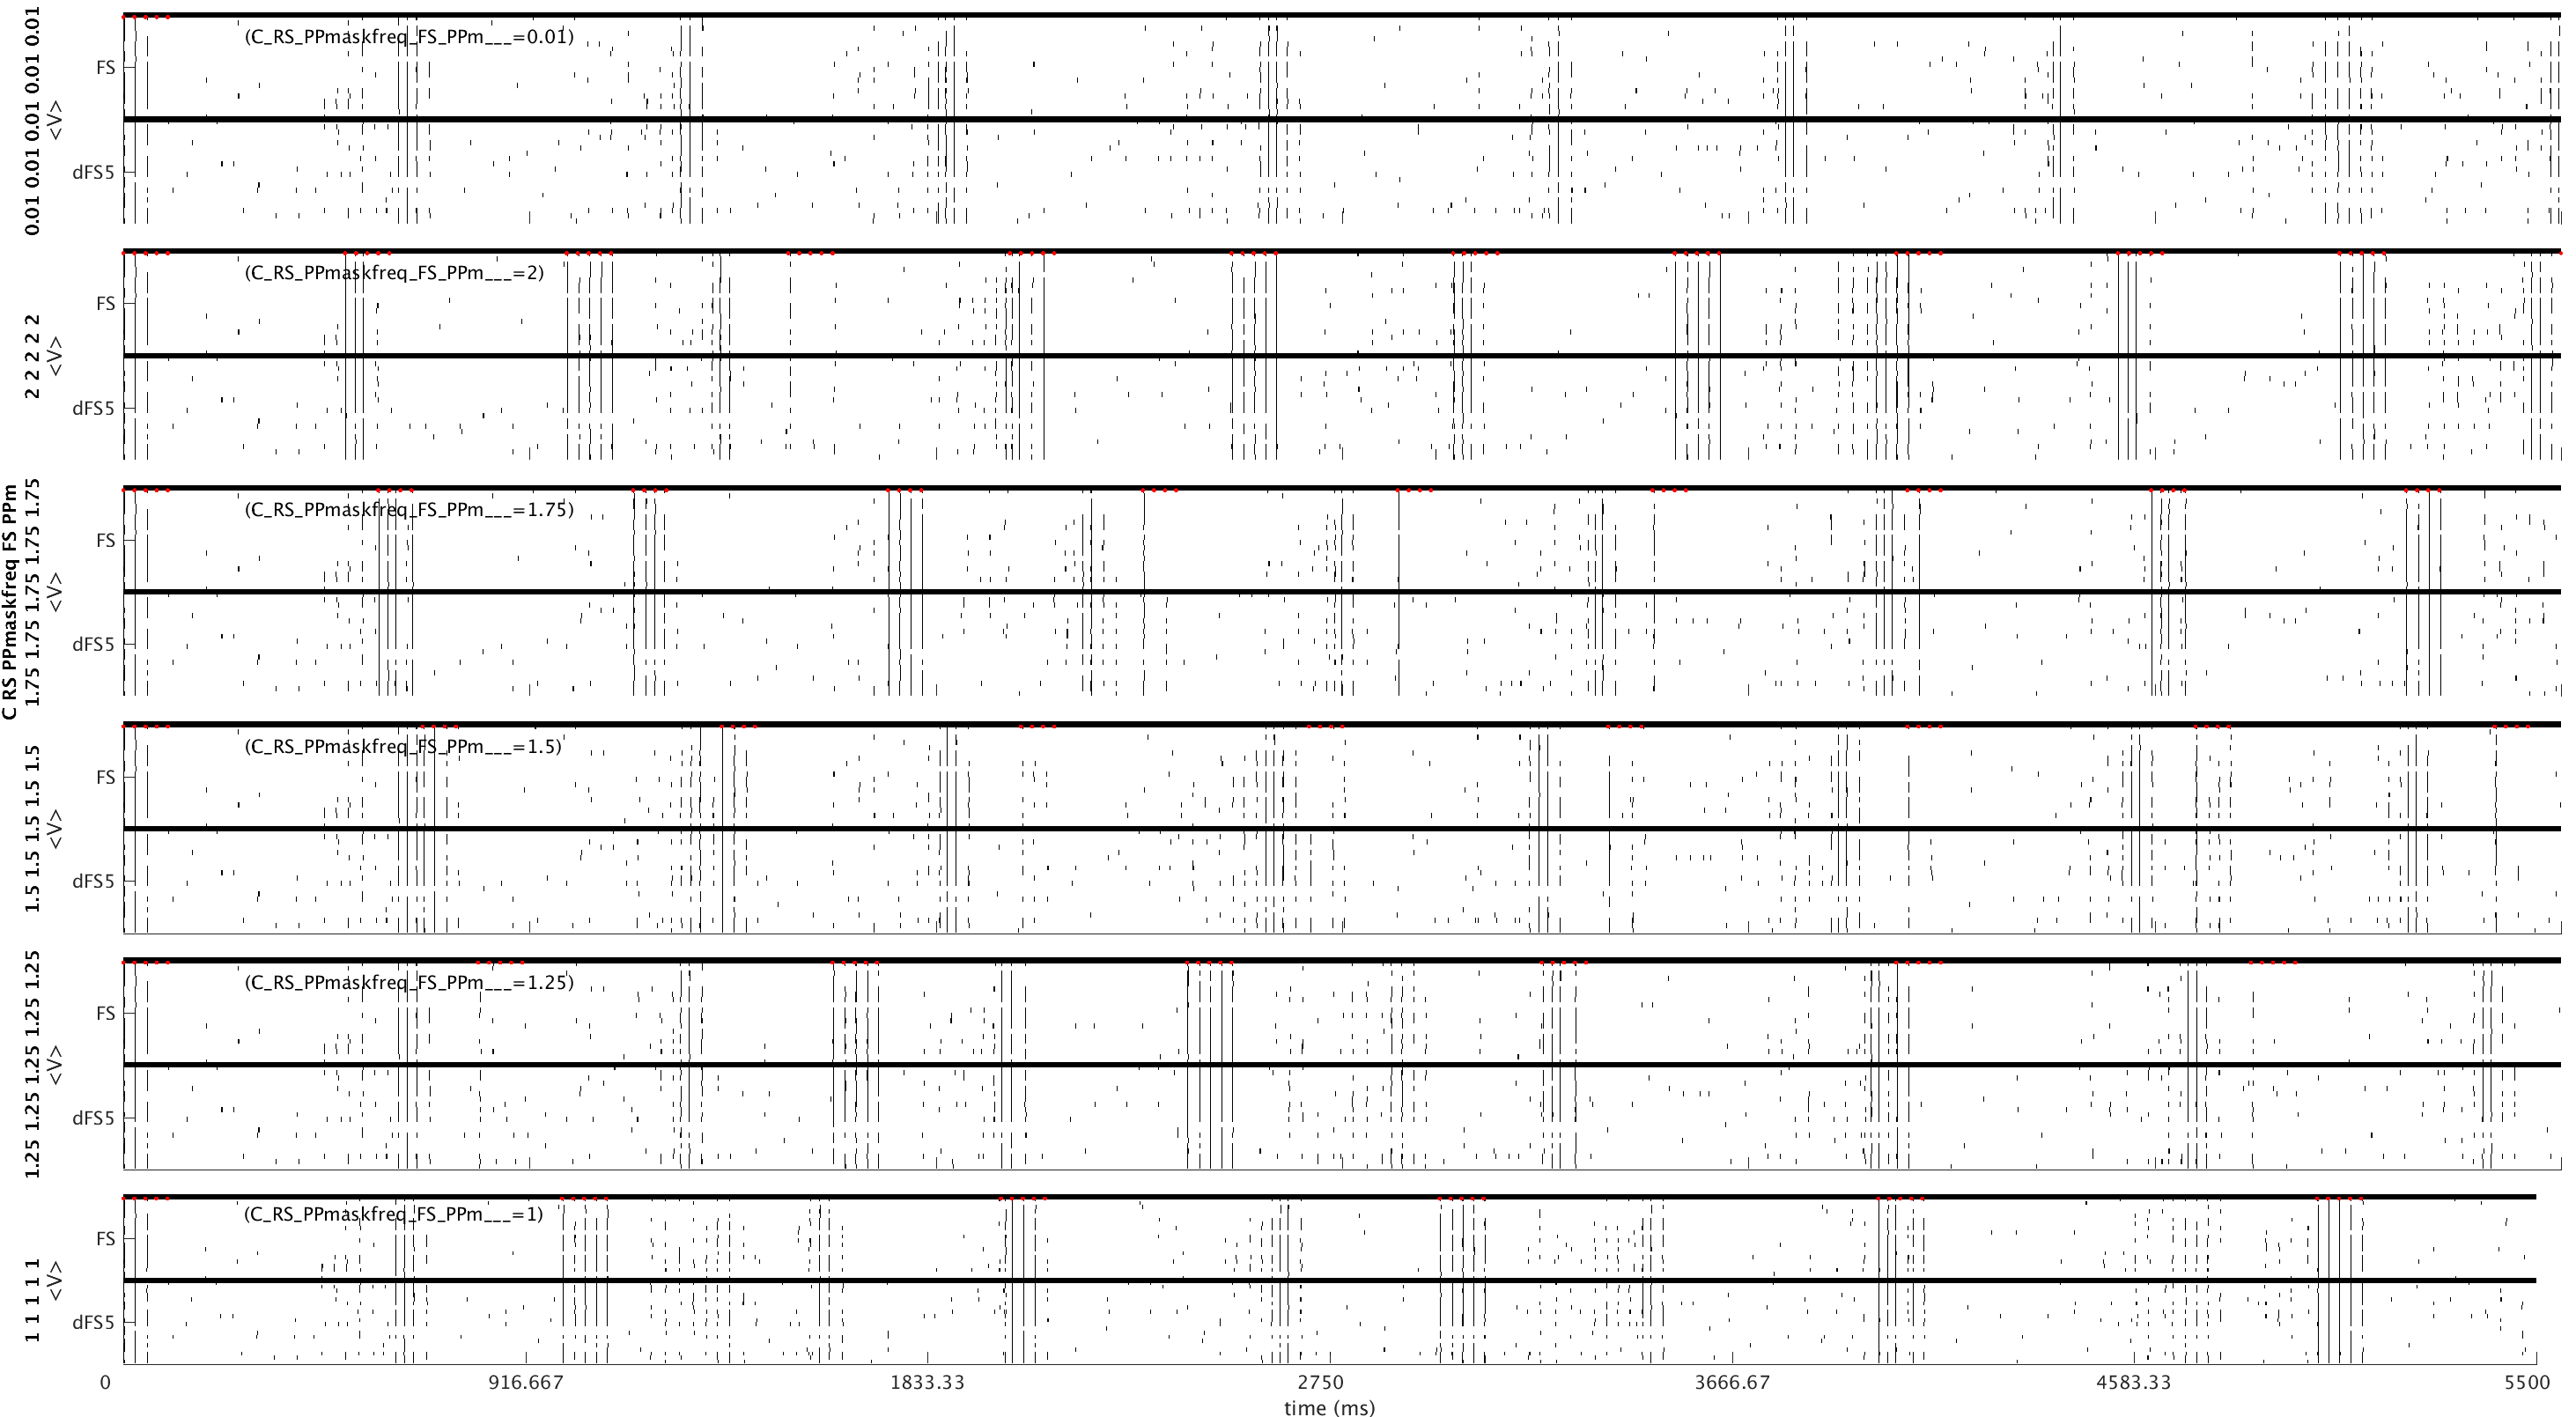 C RS PPmaskfreq FS PPm
0.01 0.01 0.01 0.01 0.01 0.01
<V>
(C_RS_PPmaskfreq_FS_PPm___=0.01)
FS
dFS5
2 2 2 2 2
<V>
(C_RS_PPmaskfreq_FS_PPm___=2)
FS
dFS5
1.75 1.75 1.75 1.75 1.75
<V>
(C_RS_PPmaskfreq_FS_PPm___=1.75)
FS
dFS5
1.5 1.5 1.5 1.5 1.5
<V>
(C_RS_PPmaskfreq_FS_PPm___=1.5)
FS
dFS5
1.25 1.25 1.25 1.25 1.25
<V>
(C_RS_PPmaskfreq_FS_PPm___=1.25)
FS
dFS5
1 1 1 1 1 1
<V>
(C_RS_PPmaskfreq_FS_PPm___=1)
FS
dFS5
0 916.667 1833.33 2750 3666.67 4583.33 5500
time (ms)